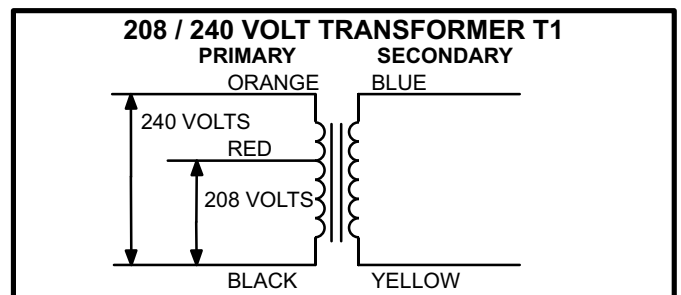 208 / 240 VOLT TRANSFORMER T1
PRIMARY SECONDARY
ORANGE BLUE
240 VOLTS
RED
208 VOLTS
BLACK YELLOW